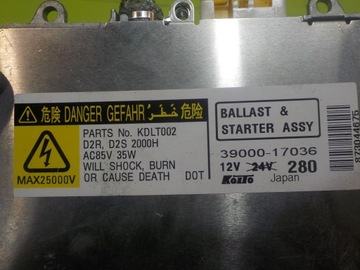 ⚠ 危険 DANGER GEFAHR خطر 危险
BALLAST &
STARTER ASSY
PARTS No. KDLT002
D2R, D2S 2000H
AC85V 35W
WILL SHOCK, BURN
OR CAUSE DEATH DOT
MAX25000V
39000-17036
12V 24V 280
KOITO Japan